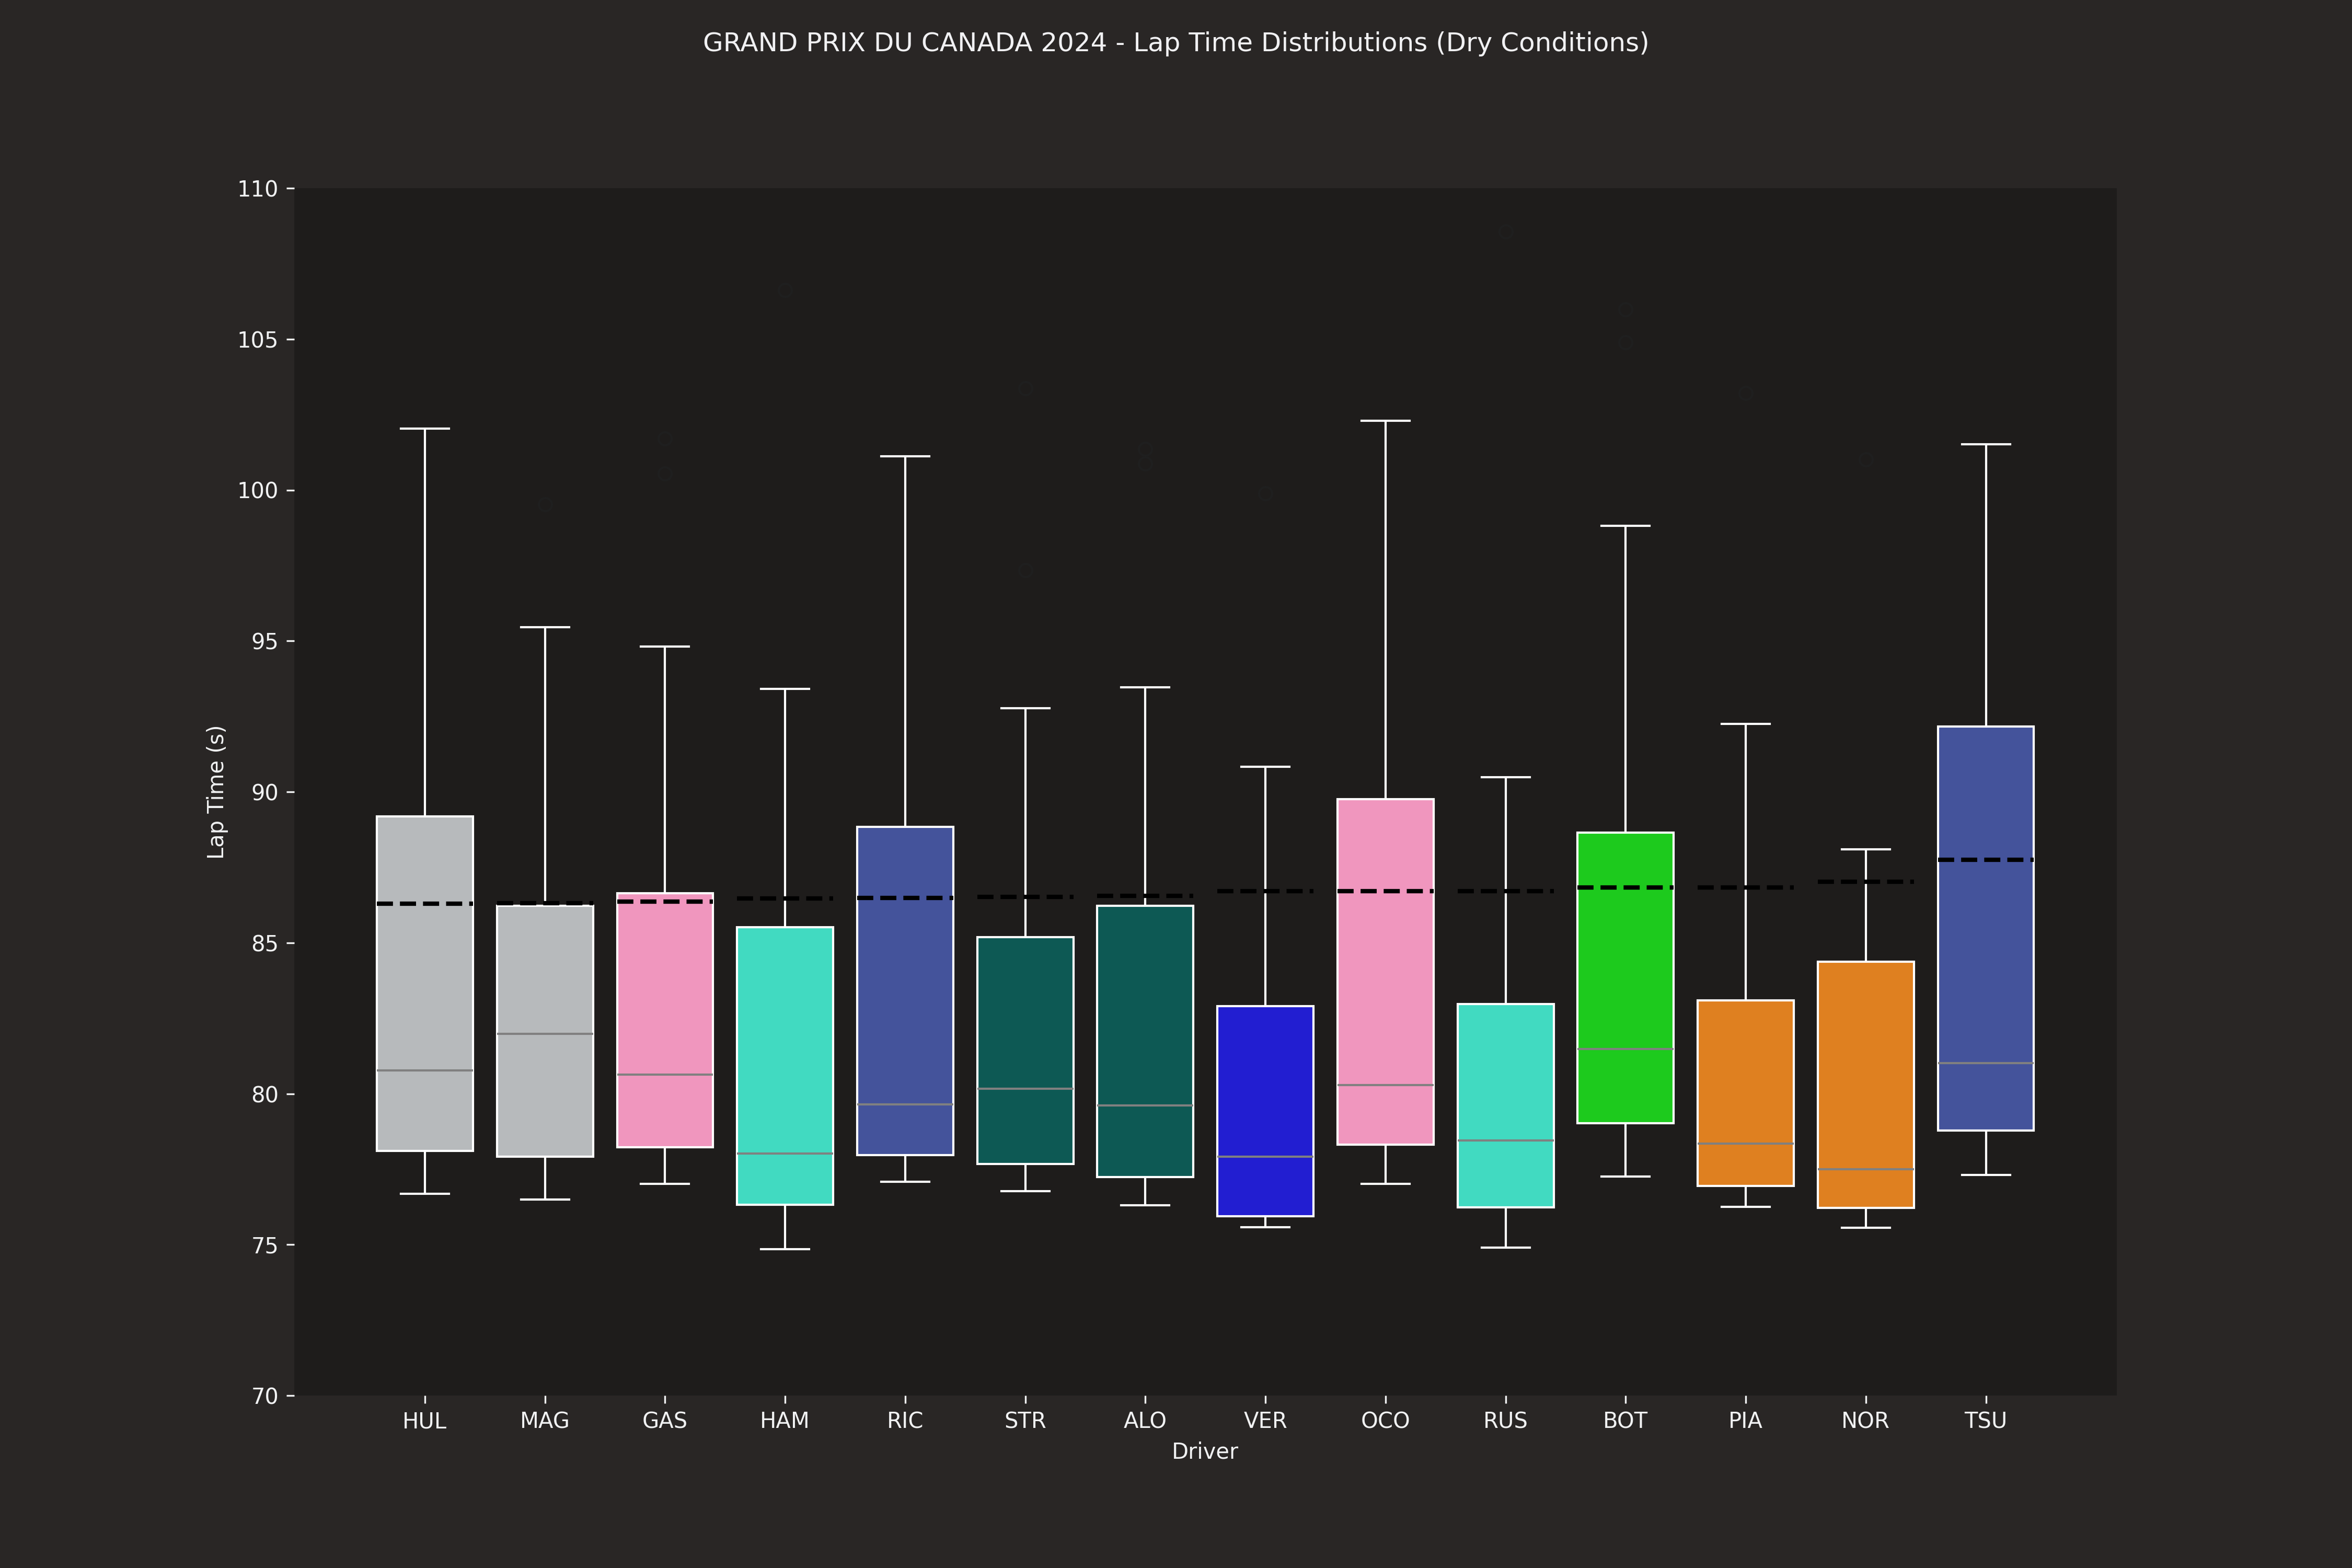 GRAND PRIX DU CANADA 2024 - Lap Time Distributions (Dry Conditions)
110
105
100
95
90
85
80
75
70
Lap Time (s)
HUL MAG GAS HAM RIC STR ALO VER OCO RUS BOT PIA NOR TSU
Driver